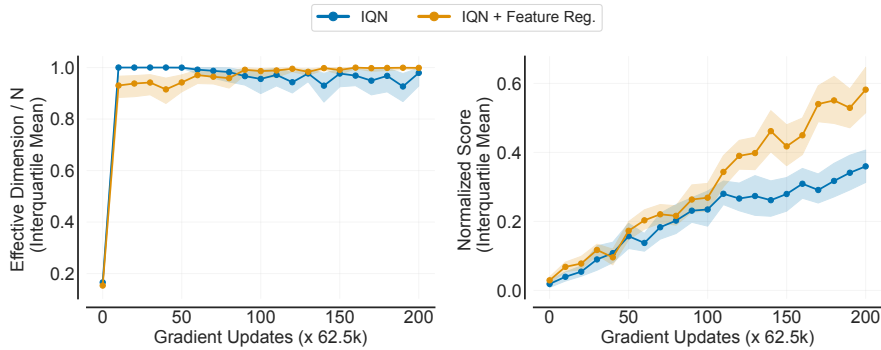 IQN
IQN + Feature Reg.
Effective Dimension / N
(Interquartile Mean)
1.0
0.8
0.6
0.4
0.2
0
50
100
150
200
Gradient Updates (x 62.5k)
Normalized Score
(Interquartile Mean)
0.6
0.4
0.2
0.0
0
50
100
150
200
Gradient Updates (x 62.5k)